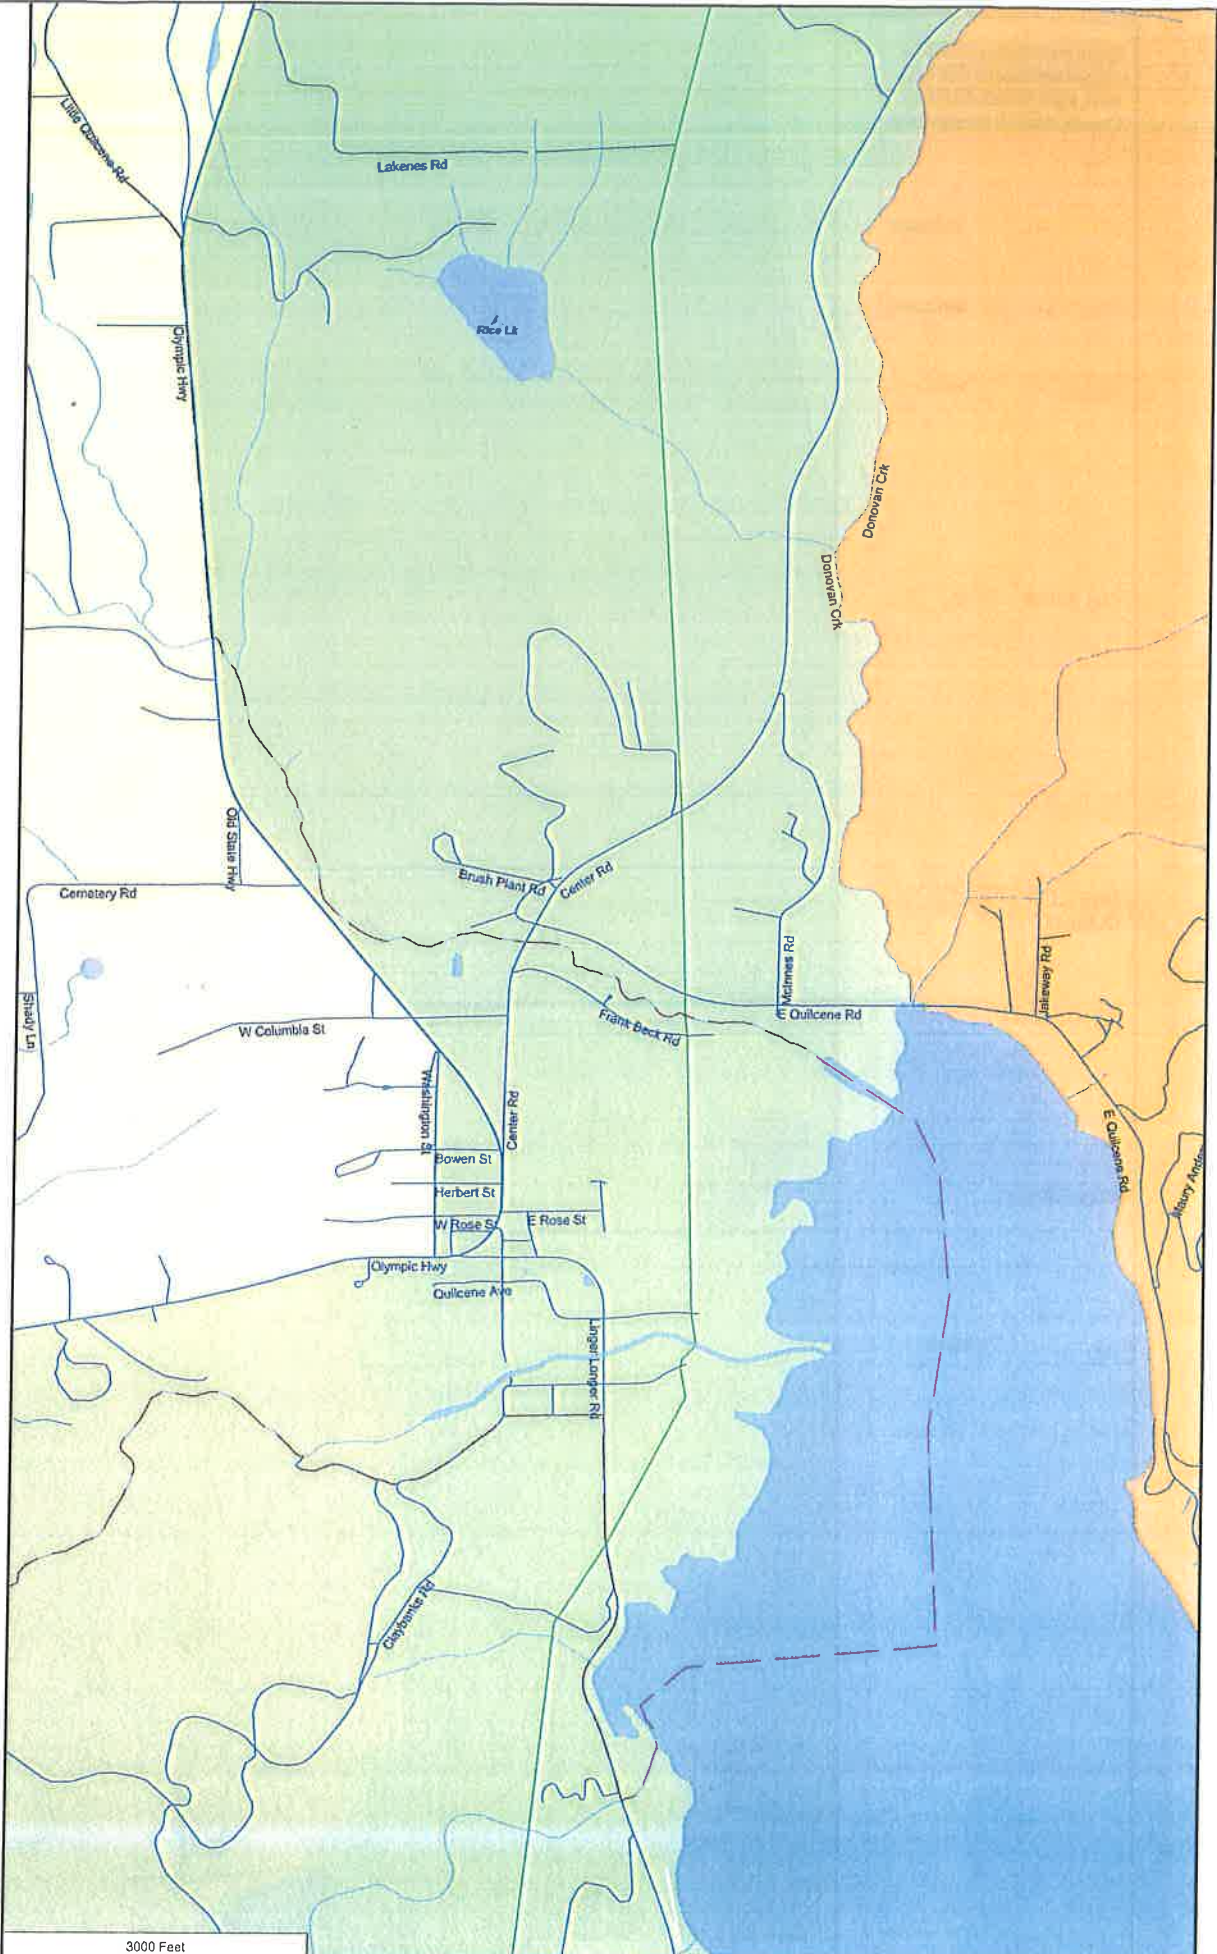 Little Quilcene Rd
Lakenes Rd
Rice Lk
Olympic Hwy
Donovan Crk
Donovan Crk
Old State Hwy
Cemetery Rd
Brush Plant Rd
Center Rd
McInnes Rd
Jakeway Rd
Shady Ln
W Columbia St
Frank Beck Rd
E Quilcene Rd
Washington St
Center Rd
Bowen St
Herbert St
W Rose St
E Rose St
E Quilcene Rd
Maury
Olympic Hwy
Quilcene Ave
Linger Longer Rd
Claybanks Rd
3000 Feet